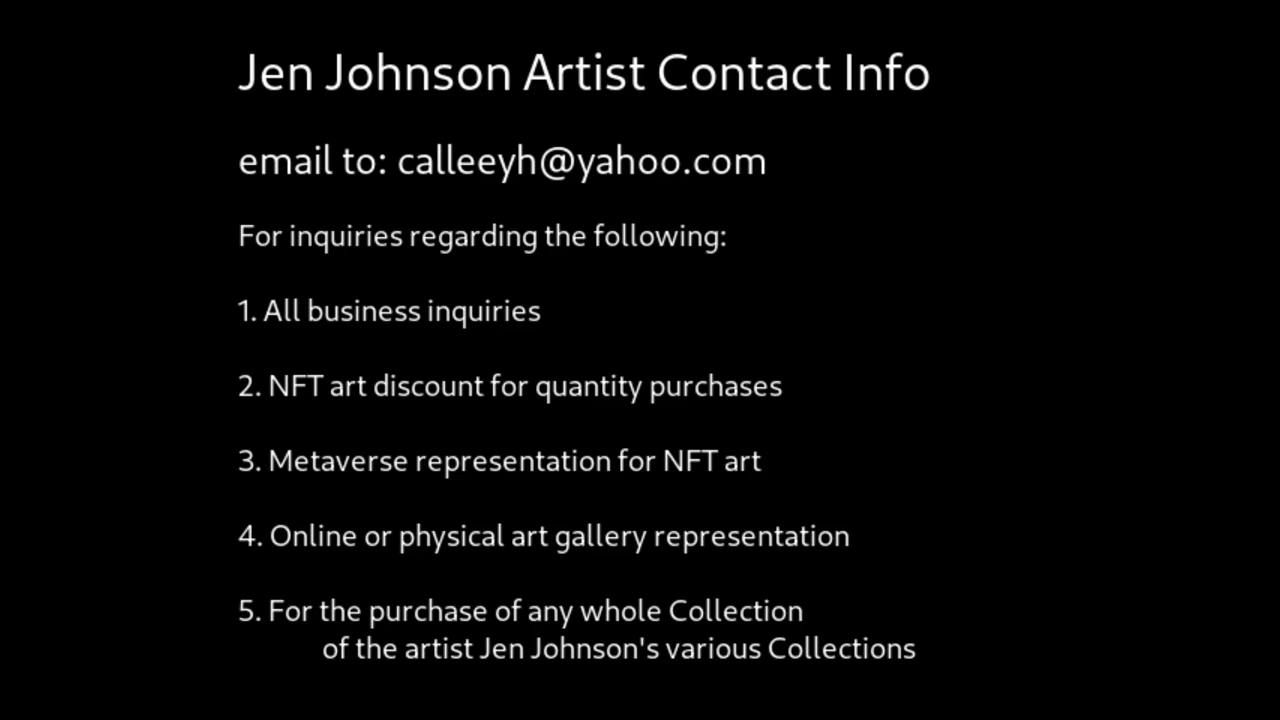 Jen Johnson Artist Contact Info
email to: calleeyh@yahoo.com
For inquiries regarding the following:
1. All business inquiries
2. NFT art discount for quantity purchases
3. Metaverse representation for NFT art
4. Online or physical art gallery representation
5. For the purchase of any whole Collection
of the artist Jen Johnson's various Collections